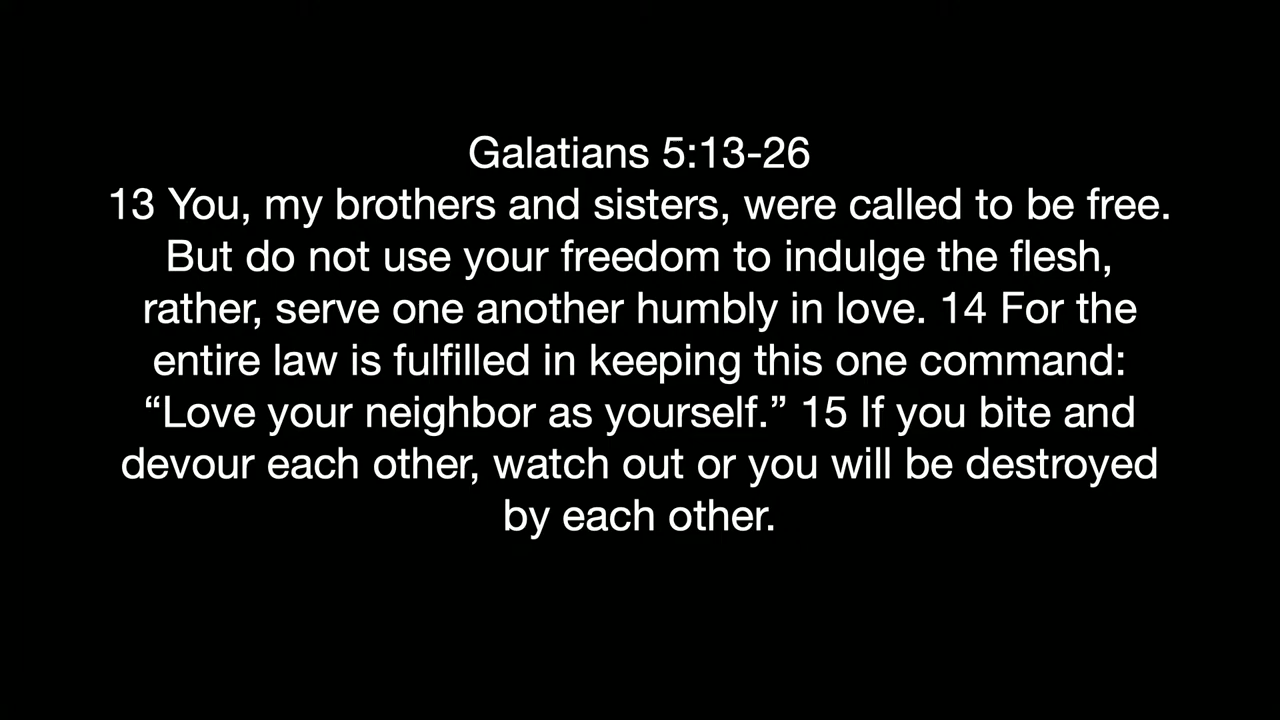 Galatians 5:13-26
13 You, my brothers and sisters, were called to be free.
But do not use your freedom to indulge the flesh,
rather, serve one another humbly in love. 14 For the
entire law is fulfilled in keeping this one command:
“Love your neighbor as yourself.” 15 If you bite and
devour each other, watch out or you will be destroyed
by each other.